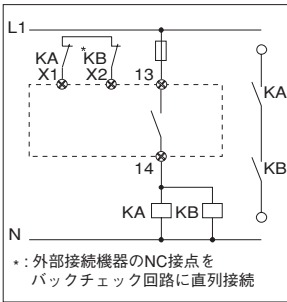 L1
KA *KB
X1 X2 13
KA
KB
14
KA KB
N
*：外部接続機器のNC接点を
バックチェック回路に直列接続